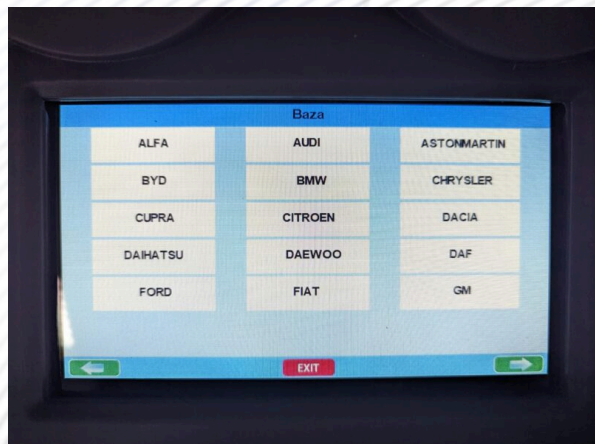 Baza
ALFA AUDI ASTONMARTIN
BYD BMW CHRYSLER
CUPRA CITROEN DACIA
DAIHATSU DAEWOO DAF
FORD FIAT GM
EXIT